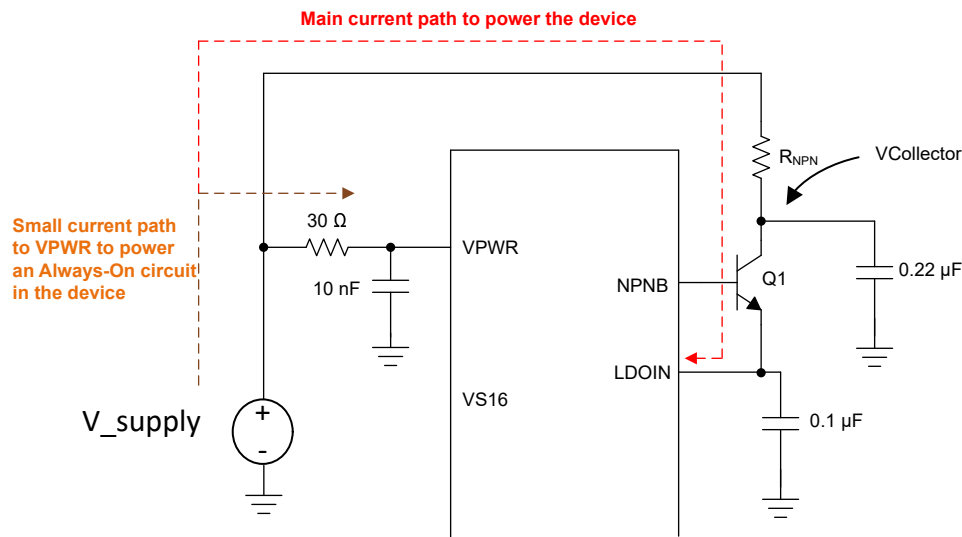 Main current path to power the device
R_NPN
VCollector
Small current path
to VPWR to power
an Always-On circuit
in the device
30 Ω
VPWR
10 nF
NPNB
Q1
0.22 µF
LDOIN
VS16
V_supply
+
-
0.1 µF